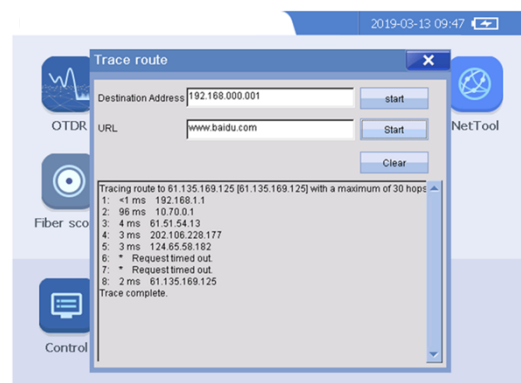 2019-03-13 09:47
Trace route
X
OTDR
NetTool
Destination Address 192.168.000.001 start
URL www.baidu.com Start
Clear
Fiber sco
Tracing route to 61.135.169.125 [61.135.169.125] with a maximum of 30 hops
1: <1 ms 192.168.1.1
2: 96 ms 10.70.0.1
3: 4 ms 61.51.54.13
4: 3 ms 202.106.228.177
5: 3 ms 124.65.58.182
6: * Request timed out.
7: * Request timed out.
8: 2 ms 61.135.169.125
Trace complete.
Control